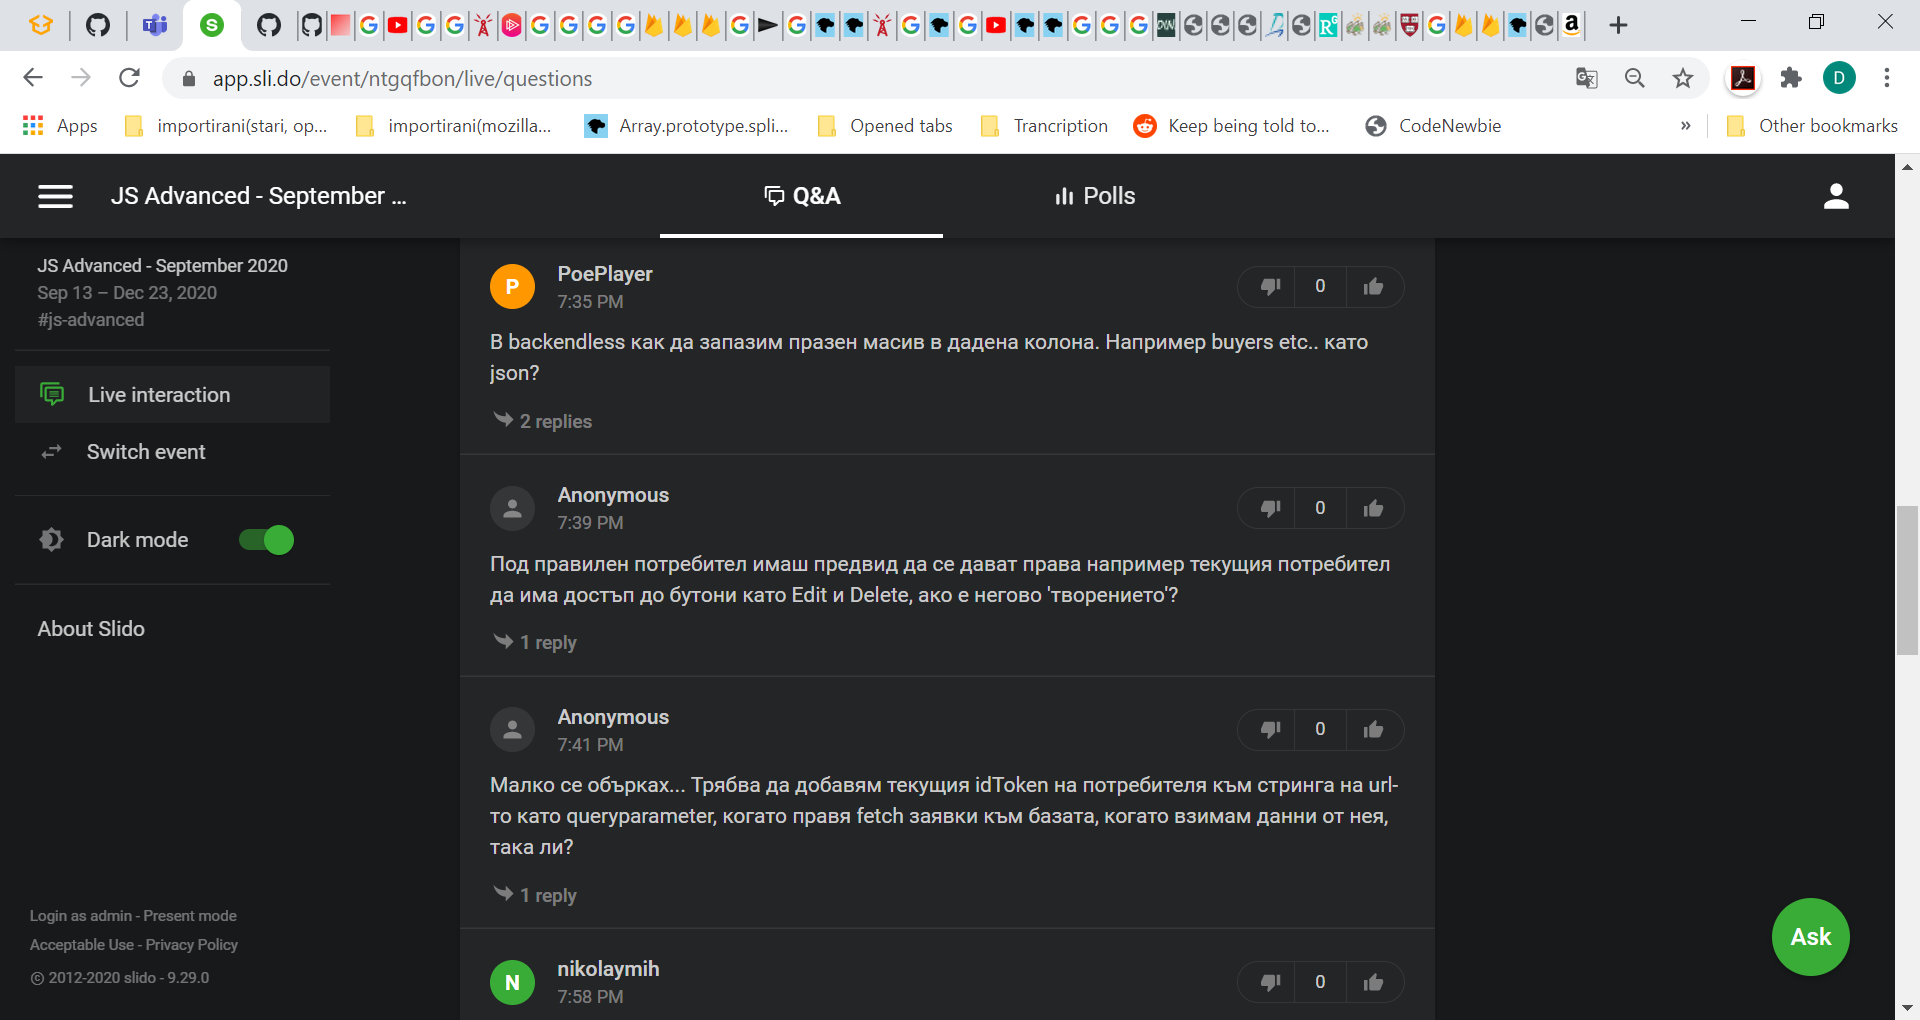 app.sli.do/event/ntgqfbon/live/questions
D
Apps
importirani(stari, op...
importirani(mozilla...
Array.prototype.spli...
Opened tabs
Trancription
Keep being told to...
CodeNewbie
»
Other bookmarks
JS Advanced - September ...
Q&A
Polls
JS Advanced - September 2020
Sep 13 – Dec 23, 2020
#js-advanced
Live interaction
Switch event
Dark mode
About Slido
Login as admin - Present mode
Acceptable Use - Privacy Policy
© 2012-2020 slido - 9.29.0
P
PoePlayer
7:35 PM
0
В backendless как да запазим празен масив в дадена колона. Например buyers etc.. като
json?
2 replies
Anonymous
7:39 PM
0
Под правилен потребител имаш предвид да се дават права например текущия потребител
да има достъп до бутони като Edit и Delete, ако е негово 'творението'?
1 reply
Anonymous
7:41 PM
0
Малко се обърках... Трябва да добавям текущия idToken на потребителя към стринга на url-
то като queryparameter, когато правя fetch заявки към базата, когато взимам данни от нея,
така ли?
1 reply
N
nikolaymih
7:58 PM
0
Ask